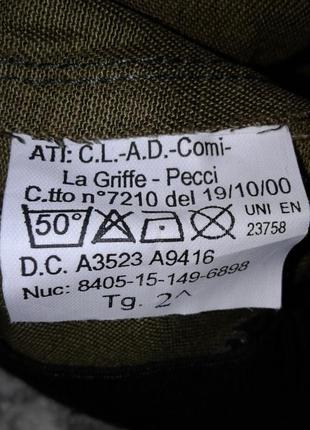 ATI: C.L.-A.D.-Comi-
La Griffe - Pecci
C.tto n°7210 del 19/10/00
50° UNI EN
23758
D.C. A3523 A9416
Nuc: 8405-15-149-6898
Tg. 2^